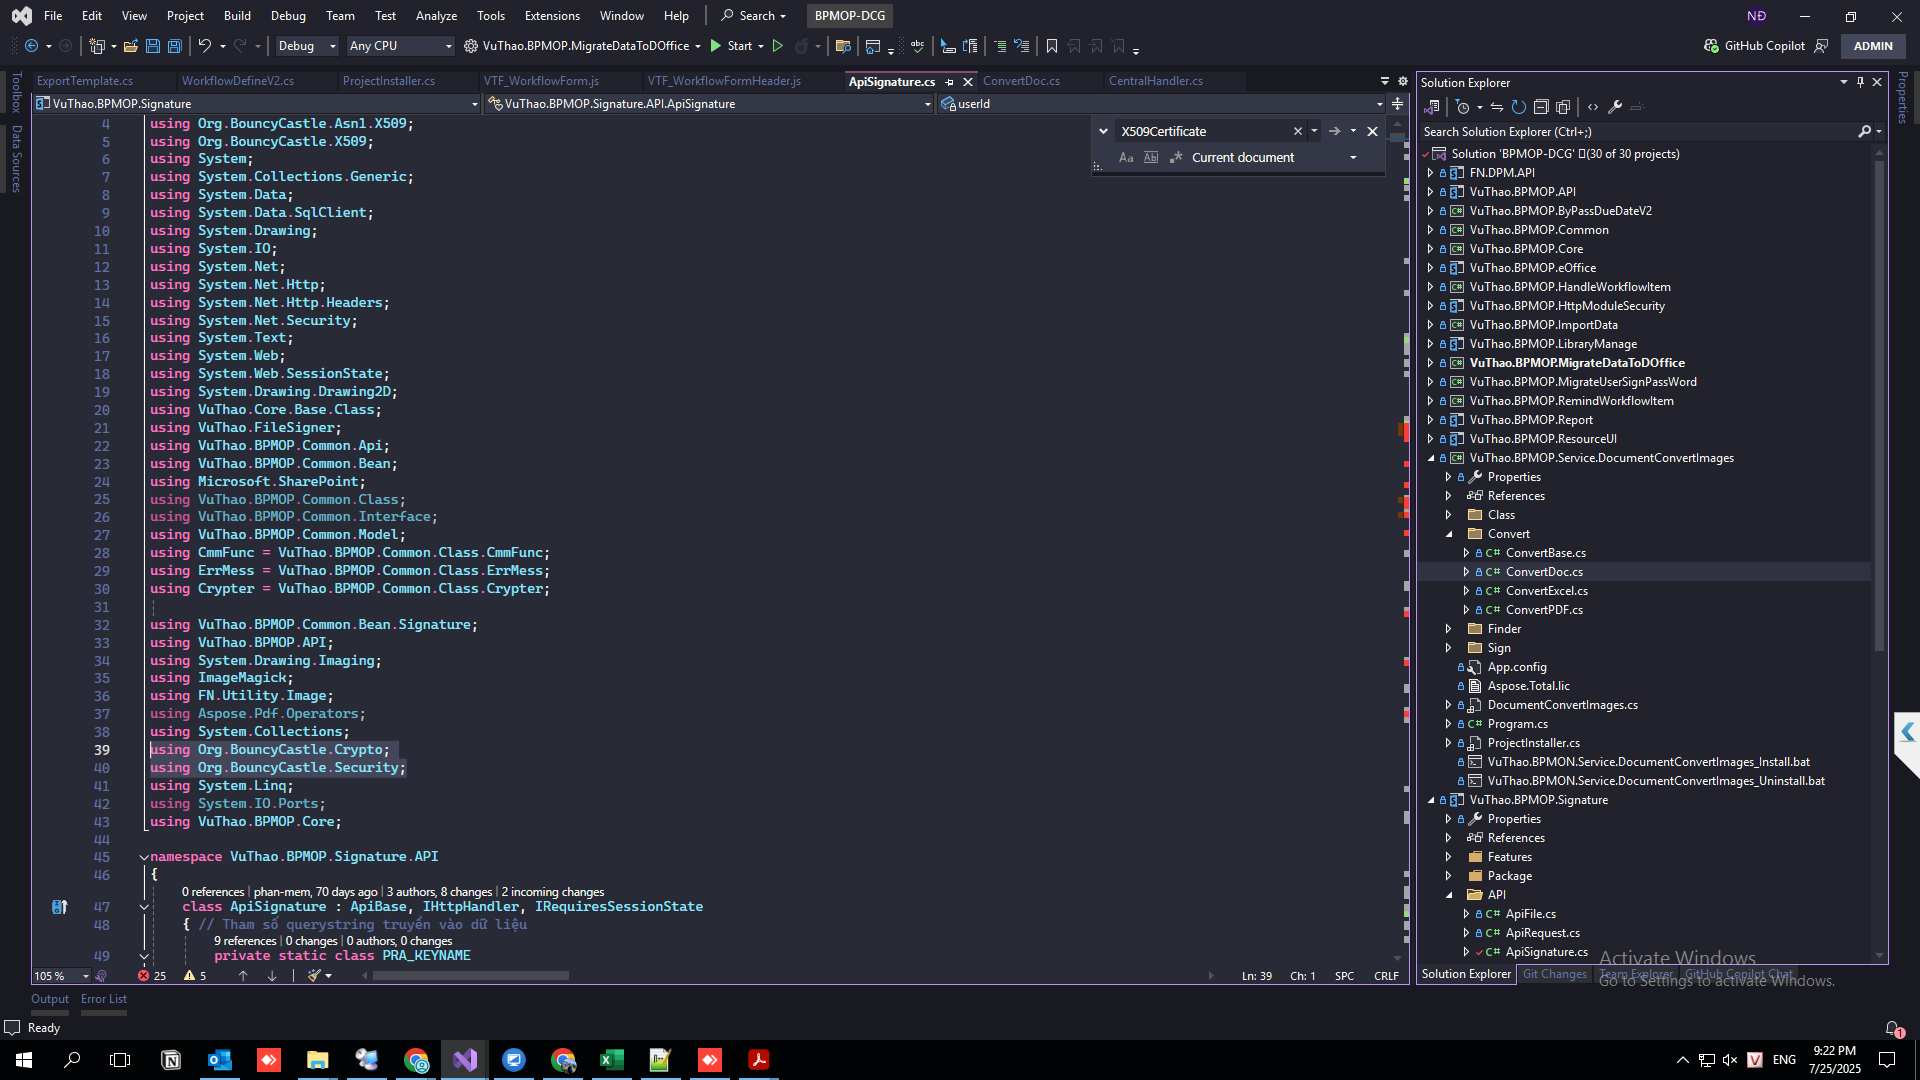 File Edit View Project Build Debug Team Test Analyze Tools Extensions Window Help Search BPMOP-DCG NĐ
Debug Any CPU VuThao.BPMOP.MigrateDataToDOffice Start GitHub Copilot ADMIN
ExportTemplate.cs WorkflowDefineV2.cs ProjectInstaller.cs VTF_WorkflowForm.js VTF_WorkflowFormHeader.js ApiSignature.cs ConvertDoc.cs CentralHandler.cs
VuThao.BPMOP.Signature VuThao.BPMOP.Signature.API.ApiSignature userId
Toolbox
Data Sources
X509Certificate
Aa Ab Current document
4 using Org.BouncyCastle.Asn1.X509;
5 using Org.BouncyCastle.X509;
6 using System;
7 using System.Collections.Generic;
8 using System.Data;
9 using System.Data.SqlClient;
10 using System.Drawing;
11 using System.IO;
12 using System.Net;
13 using System.Net.Http;
14 using System.Net.Http.Headers;
15 using System.Net.Security;
16 using System.Text;
17 using System.Web;
18 using System.Web.SessionState;
19 using System.Drawing.Drawing2D;
20 using VuThao.Core.Base.Class;
21 using VuThao.FileSigner;
22 using VuThao.BPMOP.Common.Api;
23 using VuThao.BPMOP.Common.Bean;
24 using Microsoft.SharePoint;
25 using VuThao.BPMOP.Common.Class;
26 using VuThao.BPMOP.Common.Interface;
27 using VuThao.BPMOP.Common.Model;
28 using CmmFunc = VuThao.BPMOP.Common.Class.CmmFunc;
29 using ErrMess = VuThao.BPMOP.Common.Class.ErrMess;
30 using Crypter = VuThao.BPMOP.Common.Class.Crypter;
31
32 using VuThao.BPMOP.Common.Bean.Signature;
33 using VuThao.BPMOP.API;
34 using System.Drawing.Imaging;
35 using ImageMagick;
36 using FN.Utility.Image;
37 using Aspose.Pdf.Operators;
38 using System.Collections;
39 using Org.BouncyCastle.Crypto;
40 using Org.BouncyCastle.Security;
41 using System.Linq;
42 using System.IO.Ports;
43 using VuThao.BPMOP.Core;
44
45 namespace VuThao.BPMOP.Signature.API
46 {
0 references | phan-mem, 70 days ago | 3 authors, 8 changes | 2 incoming changes
47 class ApiSignature : ApiBase, IHttpHandler, IRequiresSessionState
48 { // Tham số querystring truyền vào dữ liệu
9 references | 0 changes | 0 authors, 0 changes
49 private static class PRA_KEYNAME
105 % 25 5 Ln: 39 Ch: 1 SPC CRLF
Output Error List
Ready
Solution Explorer
Search Solution Explorer (Ctrl+;)
Solution 'BPMOP-DCG' (30 of 30 projects)
FN.DPM.API
VuThao.BPMOP.API
VuThao.BPMOP.ByPassDueDateV2
VuThao.BPMOP.Common
VuThao.BPMOP.Core
VuThao.BPMOP.eOffice
VuThao.BPMOP.HandleWorkflowItem
VuThao.BPMOP.HttpModuleSecurity
VuThao.BPMOP.ImportData
VuThao.BPMOP.LibraryManage
VuThao.BPMOP.MigrateDataToDOffice
VuThao.BPMOP.MigrateUserSignPassWord
VuThao.BPMOP.RemindWorkflowItem
VuThao.BPMOP.Report
VuThao.BPMOP.ResourceUI
VuThao.BPMOP.Service.DocumentConvertImages
Properties
References
Class
Convert
C# ConvertBase.cs
C# ConvertDoc.cs
C# ConvertExcel.cs
C# ConvertPDF.cs
Finder
Sign
App.config
Aspose.Total.lic
DocumentConvertImages.cs
C# Program.cs
ProjectInstaller.cs
VuThao.BPMON.Service.DocumentConvertImages_Install.bat
VuThao.BPMON.Service.DocumentConvertImages_Uninstall.bat
VuThao.BPMOP.Signature
Properties
References
Features
Package
API
C# ApiFile.cs
C# ApiRequest.cs
C# ApiSignature.cs
Solution Explorer Git Changes Team Explorer GitHub Copilot Chat
Properties
Activate Windows
Go to Settings to activate Windows.
1
ENG 9:22 PM
7/25/2025